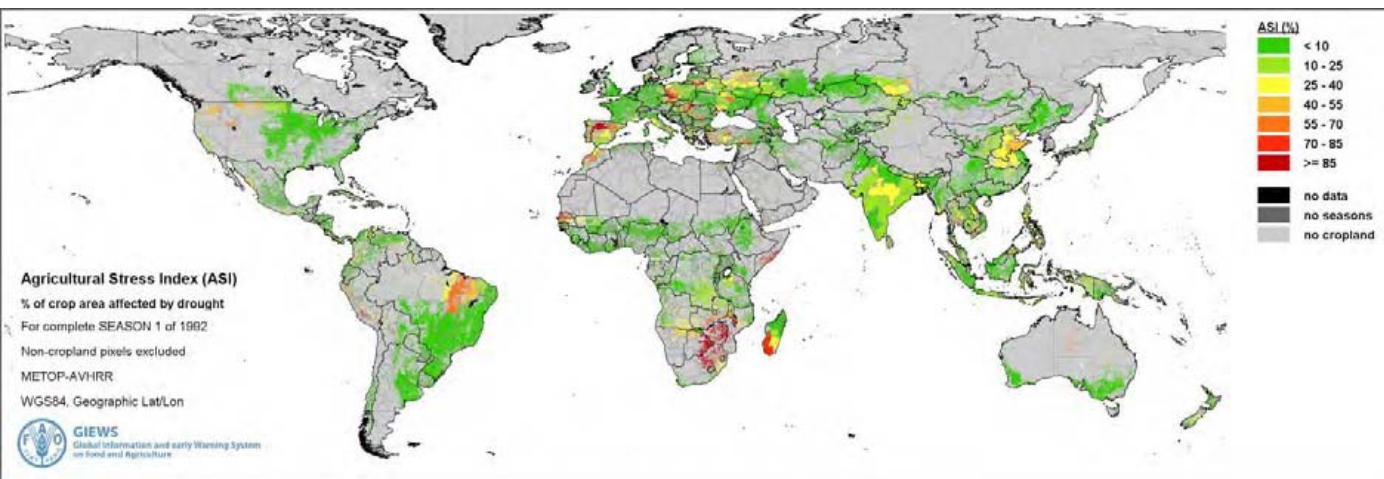 ASI (%)
< 10
10 - 25
25 - 40
40 - 55
55 - 70
70 - 85
>= 85
no data
no seasons
no cropland
Agricultural Stress Index (ASI)
% of crop area affected by drought
For complete SEASON 1 of 1992
Non-cropland pixels excluded
METOP-AVHRR
WGS84, Geographic Lat/Lon
F A O
GIEWS
Global Information and early Warning System
on Food and Agriculture